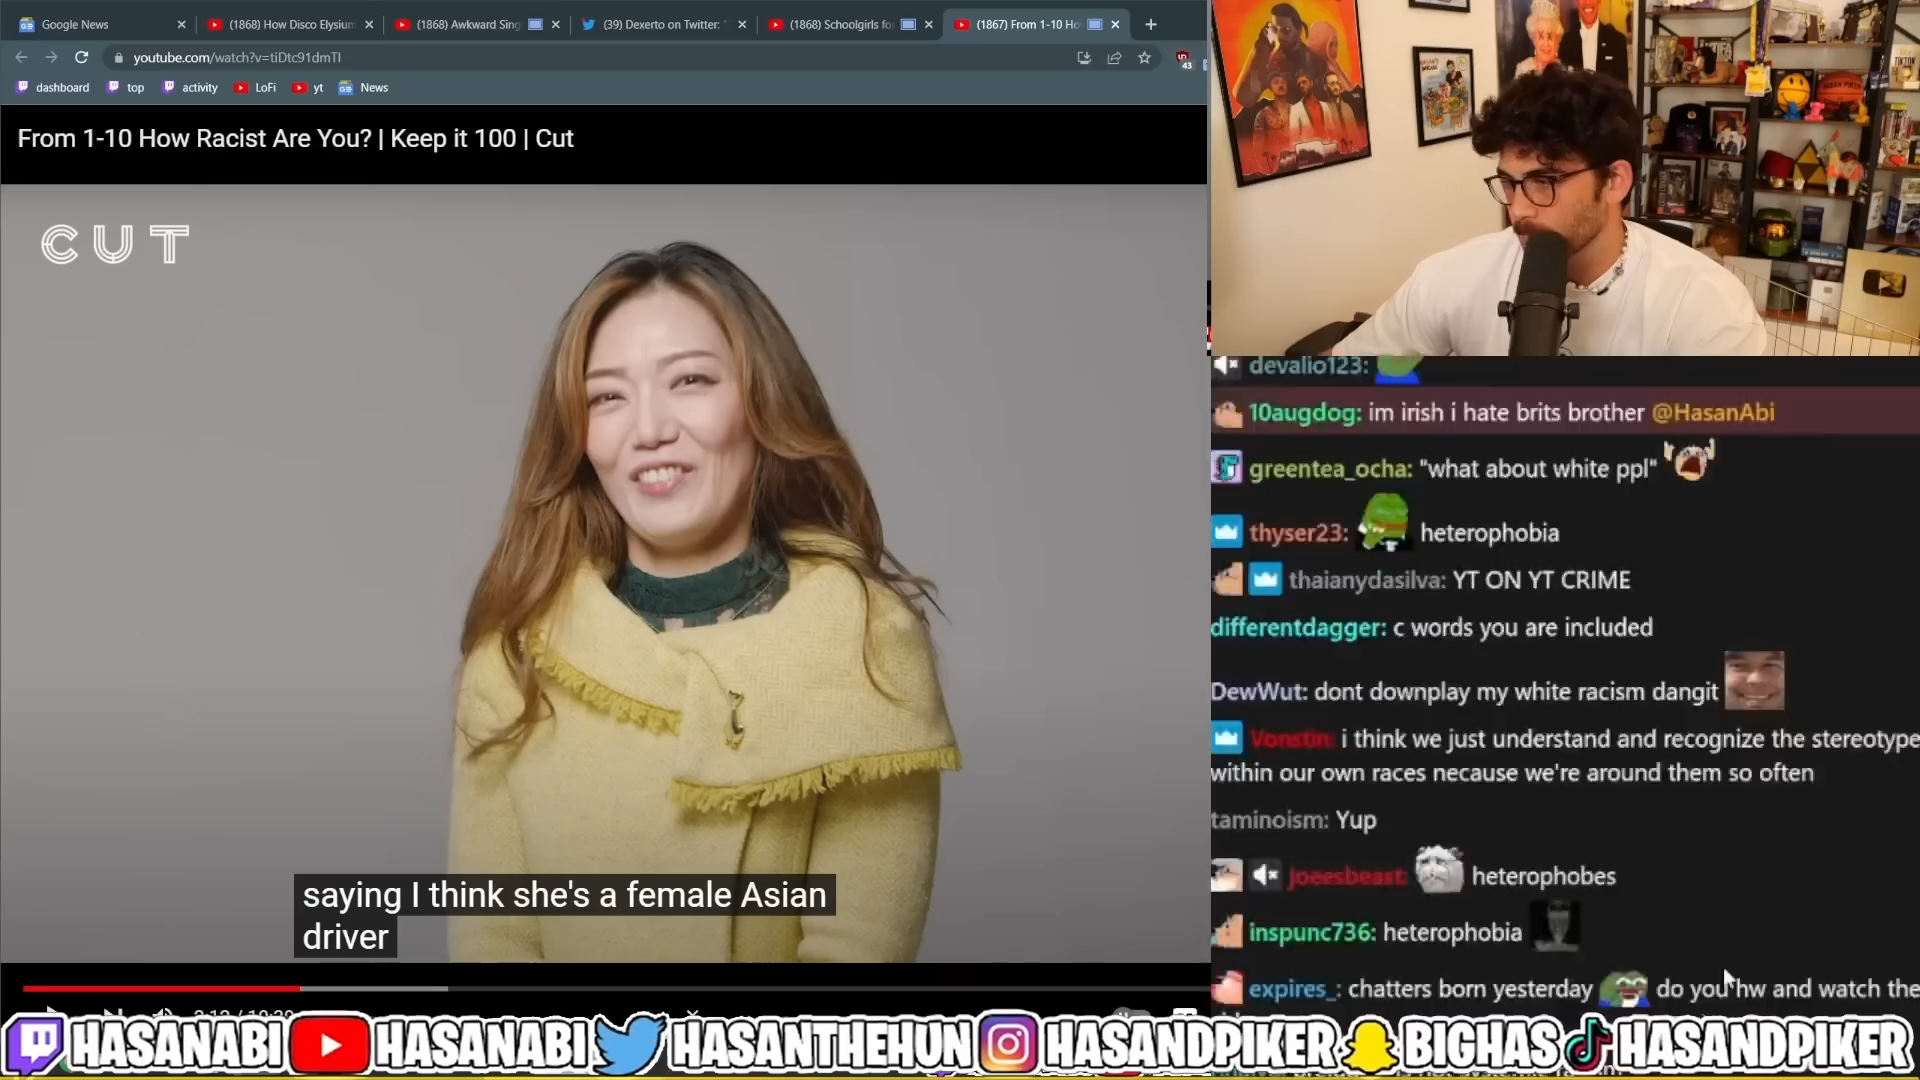 Google News
(1868) How Disco Elysium
(1868) Awkward Sing
(39) Dexerto on Twitter: "
(1868) Schoolgirls for
(1867) From 1-10 Ho
youtube.com/watch?v=tiDtc91dmTI
43
dashboard
top
activity
LoFi
yt
News
From 1-10 How Racist Are You? | Keep it 100 | Cut
CUT
saying I think she's a female Asian
driver
devalio123:
10augdog: im irish i hate brits brother @HasanAbi
greentea_ocha: "what about white ppl"
thyser23: heterophobia
thaianydasilva: YT ON YT CRIME
differentdagger: c words you are included
DewWut: dont downplay my white racism dangit
Vonstin: i think we just understand and recognize the stereotype
within our own races necause we're around them so often
taminoism: Yup
joeesbeast: heterophobes
inspunc736: heterophobia
expires_: chatters born yesterday do you hw and watch the
HASANABI
HASANABI
HASANTHEHUN
HASANDPIKER
BIGHAS
HASANDPIKER